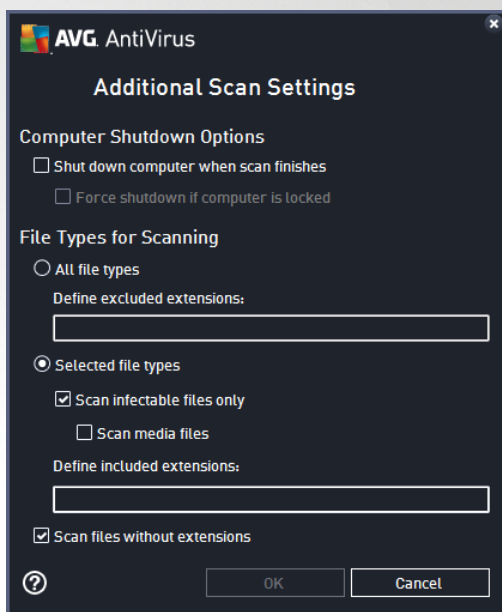 AVG. AntiVirus
Additional Scan Settings
Computer Shutdown Options
Shut down computer when scan finishes
Force shutdown if computer is locked
File Types for Scanning
All file types
Define excluded extensions:
Selected file types
Scan infectable files only
Scan media files
Define included extensions:
Scan files without extensions
?
OK
Cancel